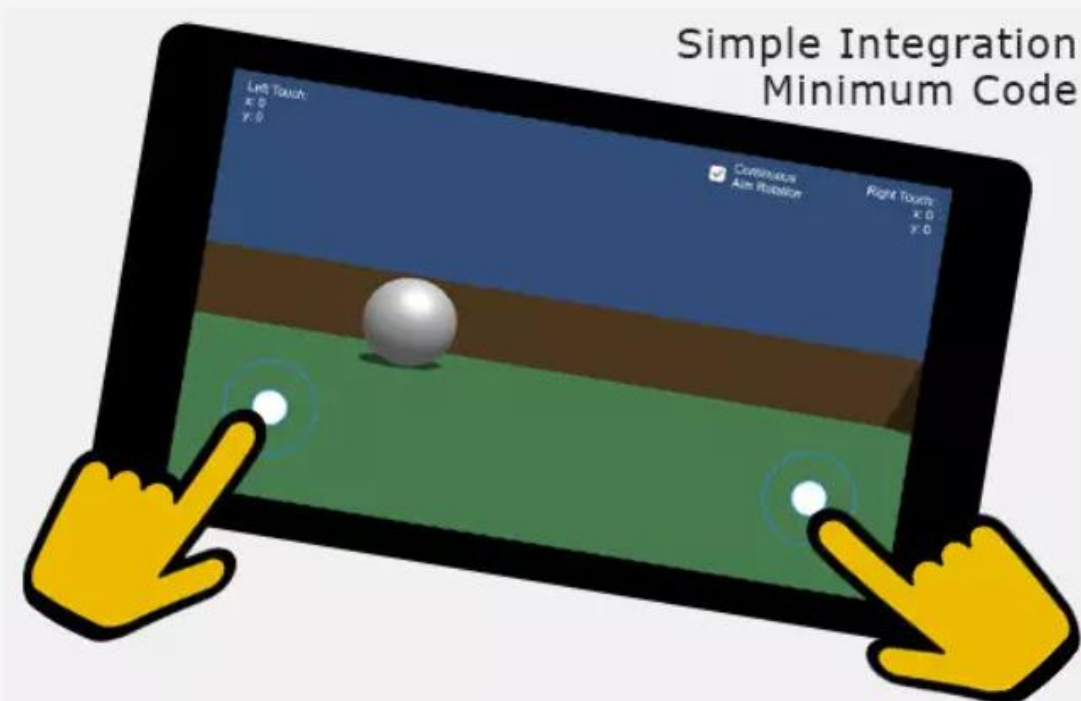 Simple Integration
Minimum Code
Left Touch:
x: 0
y: 0
Continuous
Aim Rotation
Right Touch:
x: 0
y: 0